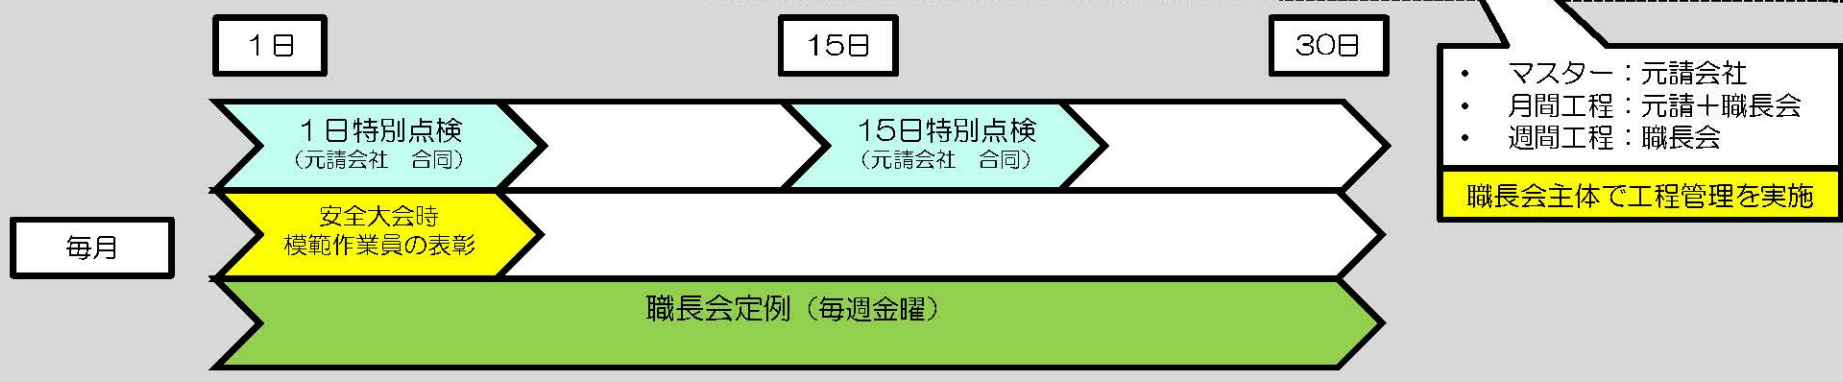 1日
15日
30日
・ マスター：元請会社
・ 月間工程：元請＋職長会
・ 週間工程：職長会
職長会主体で工程管理を実施
1日特別点検
（元請会社　合同）
15日特別点検
（元請会社　合同）
毎月
安全大会時
模範作業員の表彰
職長会定例（毎週金曜）